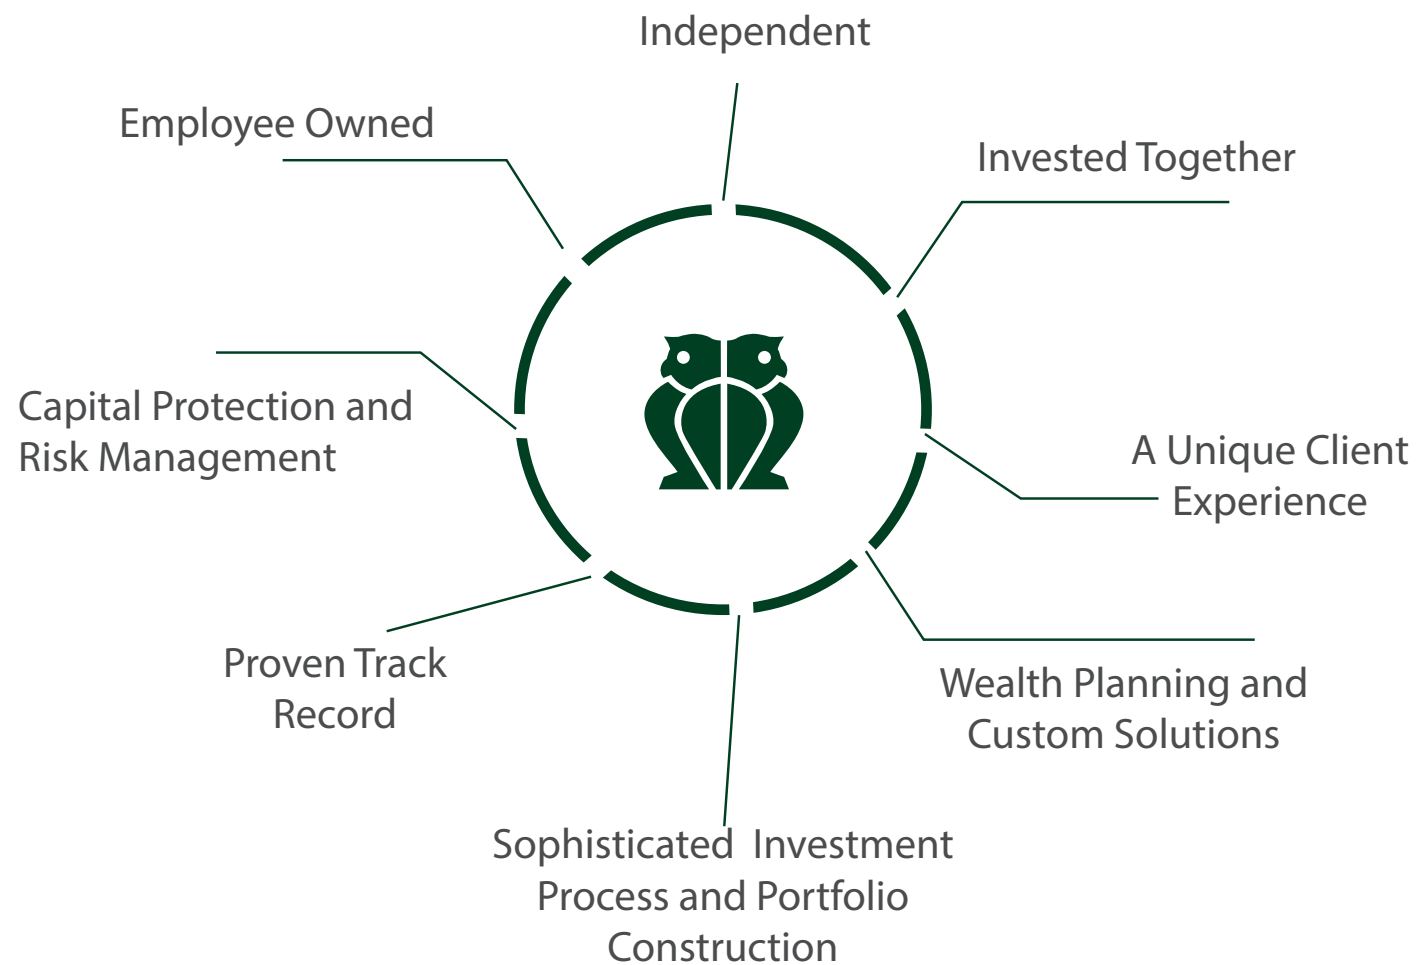 Independent
Employee Owned
Invested Together
Capital Protection and
Risk Management
A Unique Client
Experience
Proven Track
Record
Wealth Planning and
Custom Solutions
Sophisticated Investment
Process and Portfolio
Construction